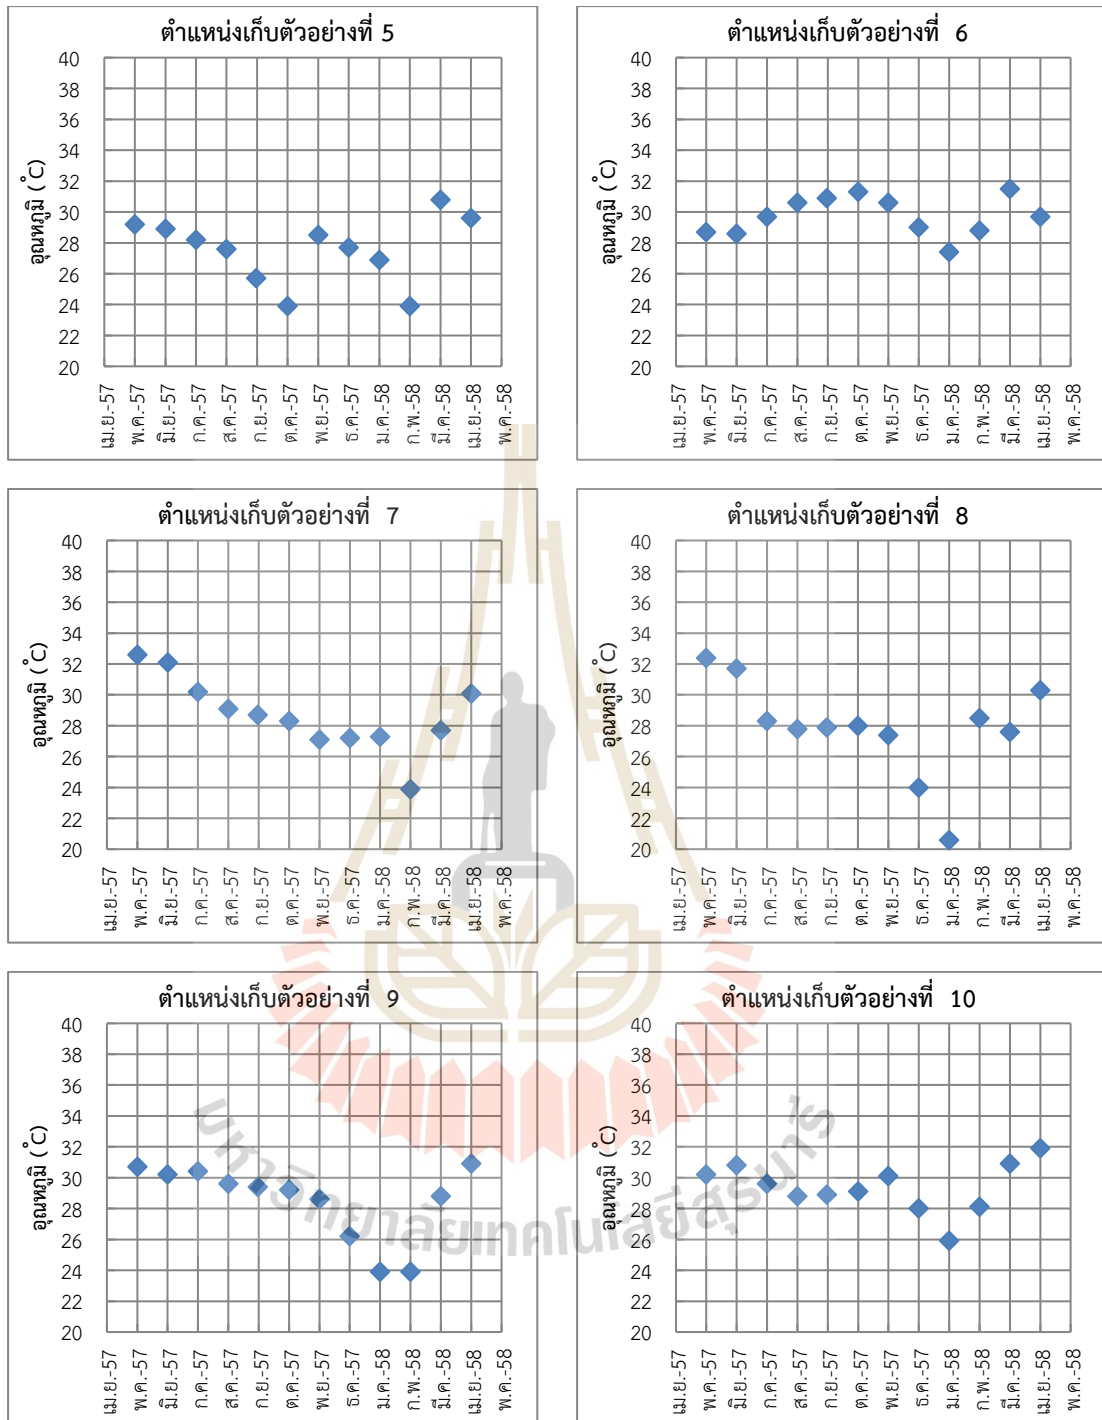 ตำแหน่งเก็บตัวอย่างที่ 5
อุณหภูมิ (°C)
40
38
36
34
32
30
28
26
24
22
20
เม.ย.-57
พ.ค.-57
มิ.ย.-57
ก.ค.-57
ส.ค.-57
ก.ย.-57
ต.ค.-57
พ.ย.-57
ธ.ค.-57
ม.ค.-58
ก.พ.-58
มี.ค.-58
เม.ย.-58
พ.ค.-58
ตำแหน่งเก็บตัวอย่างที่ 6
อุณหภูมิ (°C)
40
38
36
34
32
30
28
26
24
22
20
เม.ย.-57
พ.ค.-57
มิ.ย.-57
ก.ค.-57
ส.ค.-57
ก.ย.-57
ต.ค.-57
พ.ย.-57
ธ.ค.-57
ม.ค.-58
ก.พ.-58
มี.ค.-58
เม.ย.-58
พ.ค.-58
ตำแหน่งเก็บตัวอย่างที่ 7
อุณหภูมิ (°C)
40
38
36
34
32
30
28
26
24
22
20
เม.ย.-57
พ.ค.-57
มิ.ย.-57
ก.ค.-57
ส.ค.-57
ก.ย.-57
ต.ค.-57
พ.ย.-57
ธ.ค.-57
ม.ค.-58
ก.พ.-58
มี.ค.-58
เม.ย.-58
พ.ค.-58
ตำแหน่งเก็บตัวอย่างที่ 8
อุณหภูมิ (°C)
40
38
36
34
32
30
28
26
24
22
20
เม.ย.-57
พ.ค.-57
มิ.ย.-57
ก.ค.-57
ส.ค.-57
ก.ย.-57
ต.ค.-57
พ.ย.-57
ธ.ค.-57
ม.ค.-58
ก.พ.-58
มี.ค.-58
เม.ย.-58
พ.ค.-58
ตำแหน่งเก็บตัวอย่างที่ 9
อุณหภูมิ (°C)
40
38
36
34
32
30
28
26
24
22
20
เม.ย.-57
พ.ค.-57
มิ.ย.-57
ก.ค.-57
ส.ค.-57
ก.ย.-57
ต.ค.-57
พ.ย.-57
ธ.ค.-57
ม.ค.-58
ก.พ.-58
มี.ค.-58
เม.ย.-58
พ.ค.-58
ตำแหน่งเก็บตัวอย่างที่ 10
อุณหภูมิ (°C)
40
38
36
34
32
30
28
26
24
22
20
เม.ย.-57
พ.ค.-57
มิ.ย.-57
ก.ค.-57
ส.ค.-57
ก.ย.-57
ต.ค.-57
พ.ย.-57
ธ.ค.-57
ม.ค.-58
ก.พ.-58
มี.ค.-58
เม.ย.-58
พ.ค.-58
มหาวิทยาลัยเทคโนโลยีสุรนารี